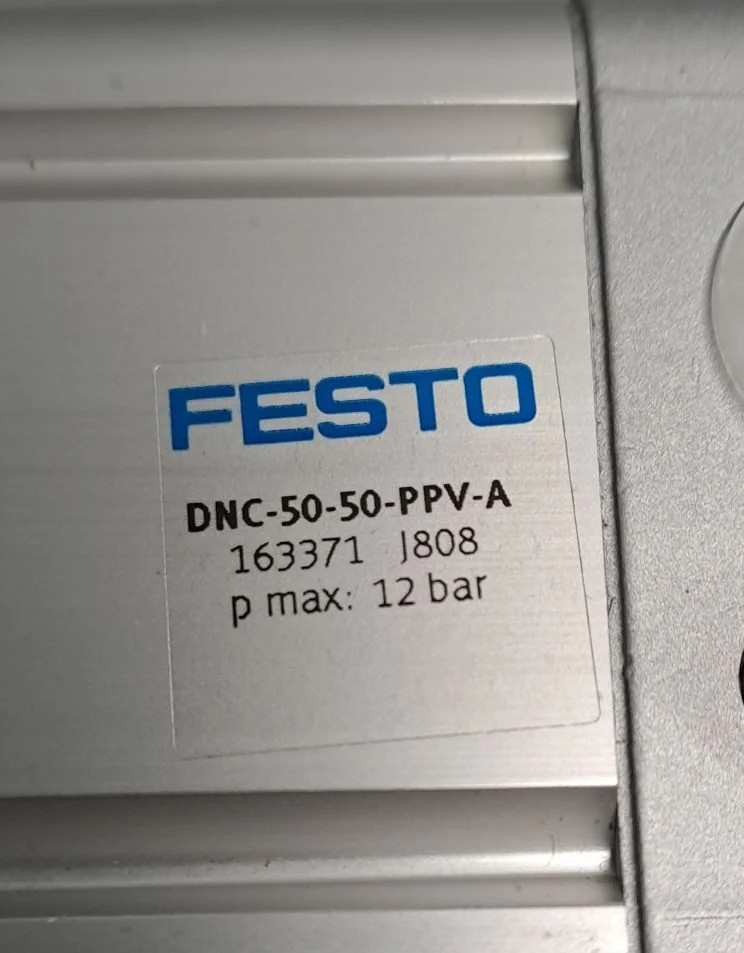 FESTO
DNC-50-50-PPV-A
163371 J808
p max: 12 bar